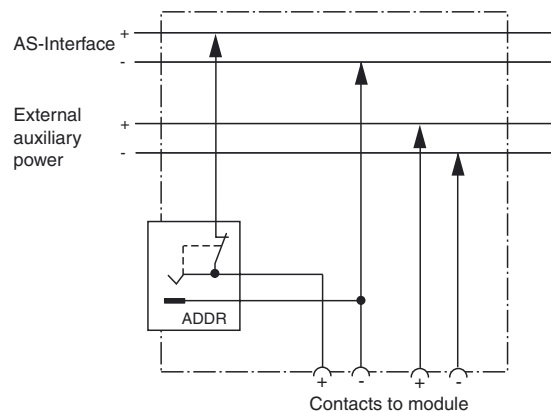 AS-Interface
+
-
External
auxiliary
power
+
-
ADDR
+ - + -
Contacts to module